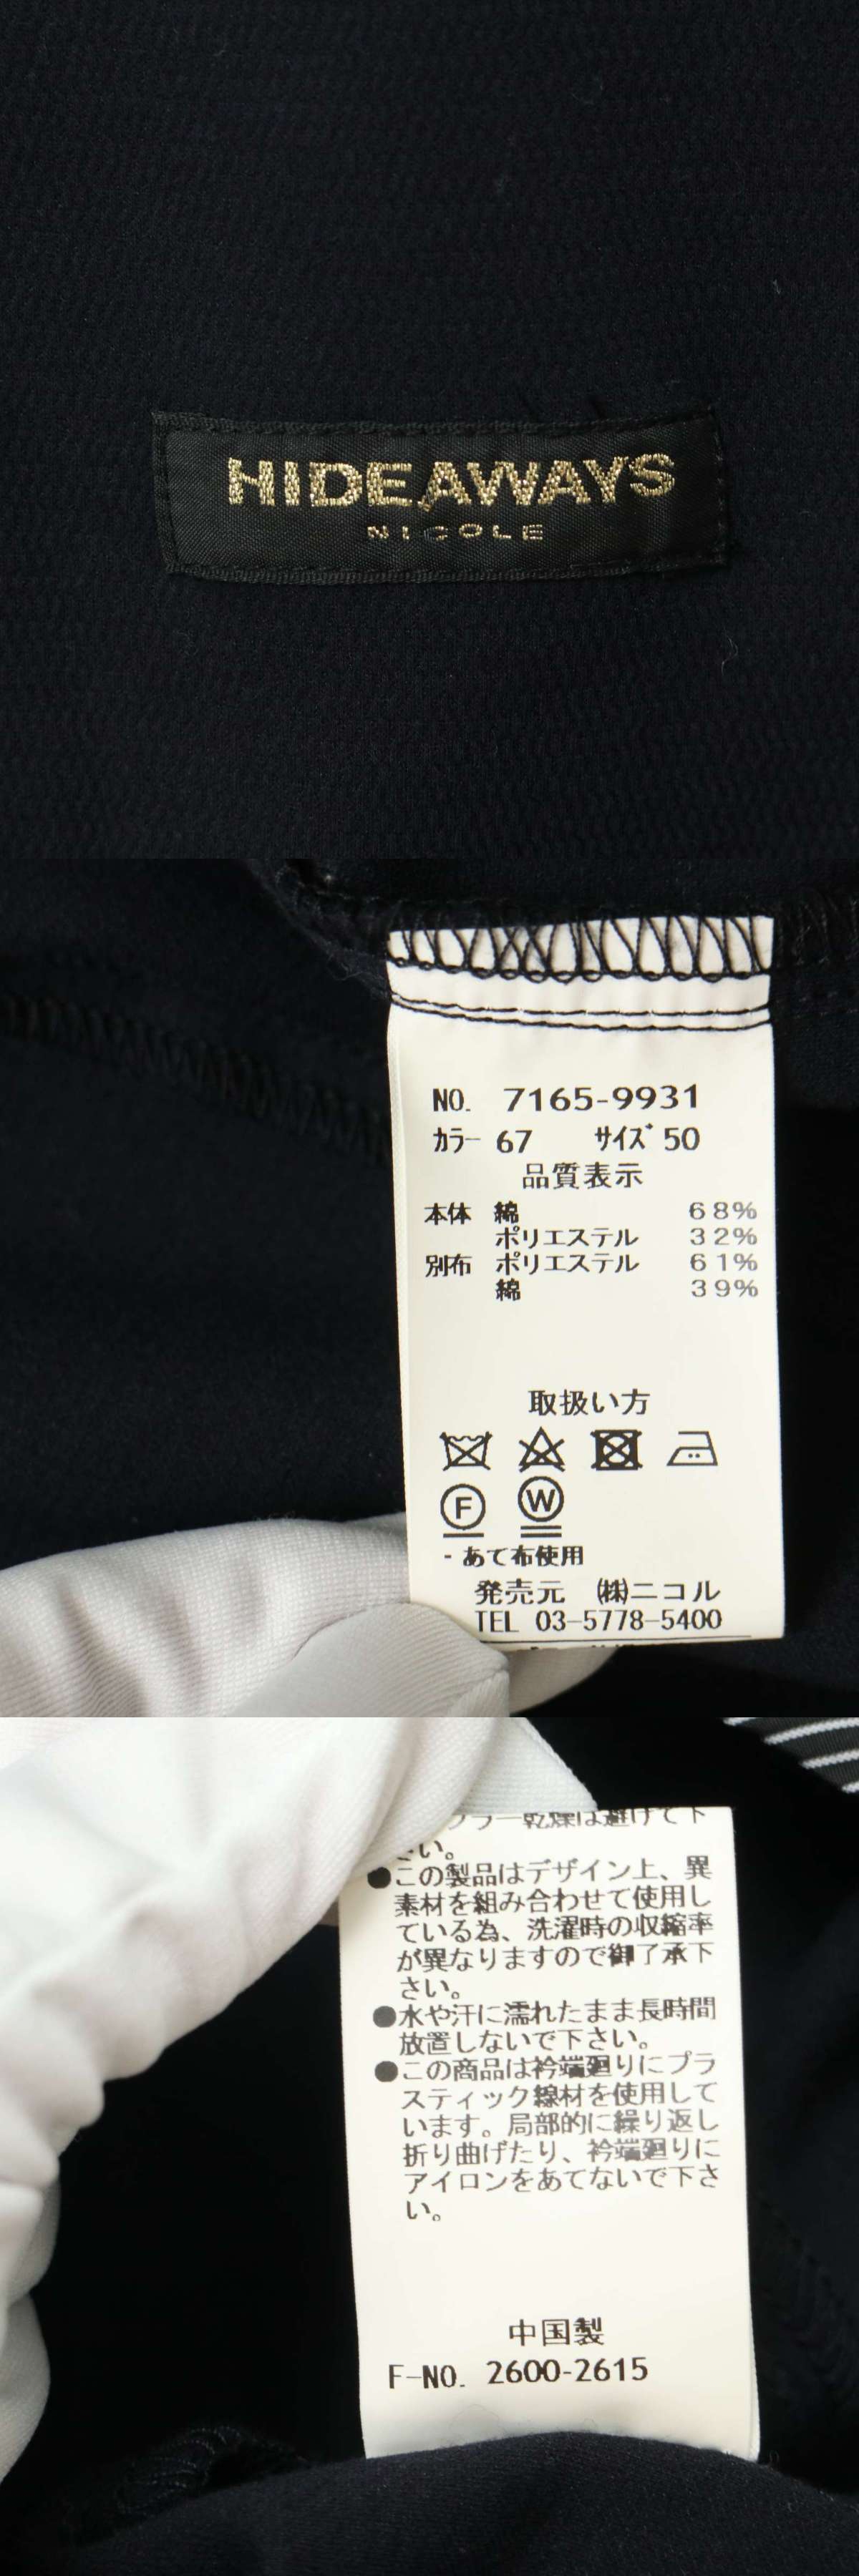 HIDEAWAYS
NICOLE
NO. 7165-9931
カラー 67 サイズ 50
品質表示
本体 綿 68%
ポリエステル 32%
別布 ポリエステル 61%
綿 39%
取扱い方
F W
- あて布使用
発売元 ㈱ニコル
TEL 03-5778-5400
ブラー乾燥は避けて下
さい。
●この製品はデザイン上、異
素材を組み合わせて使用し
ている為、洗濯時の収縮率
が異なりますので御了承下
さい。
●水や汗に濡れたまま長時間
放置しないで下さい。
●この商品は衿端廻りにプラ
スティック線材を使用して
います。局部的に繰り返し
折り曲げたり、衿端廻りに
アイロンをあてないで下さ
い。
中国製
F-NO. 2600-2615